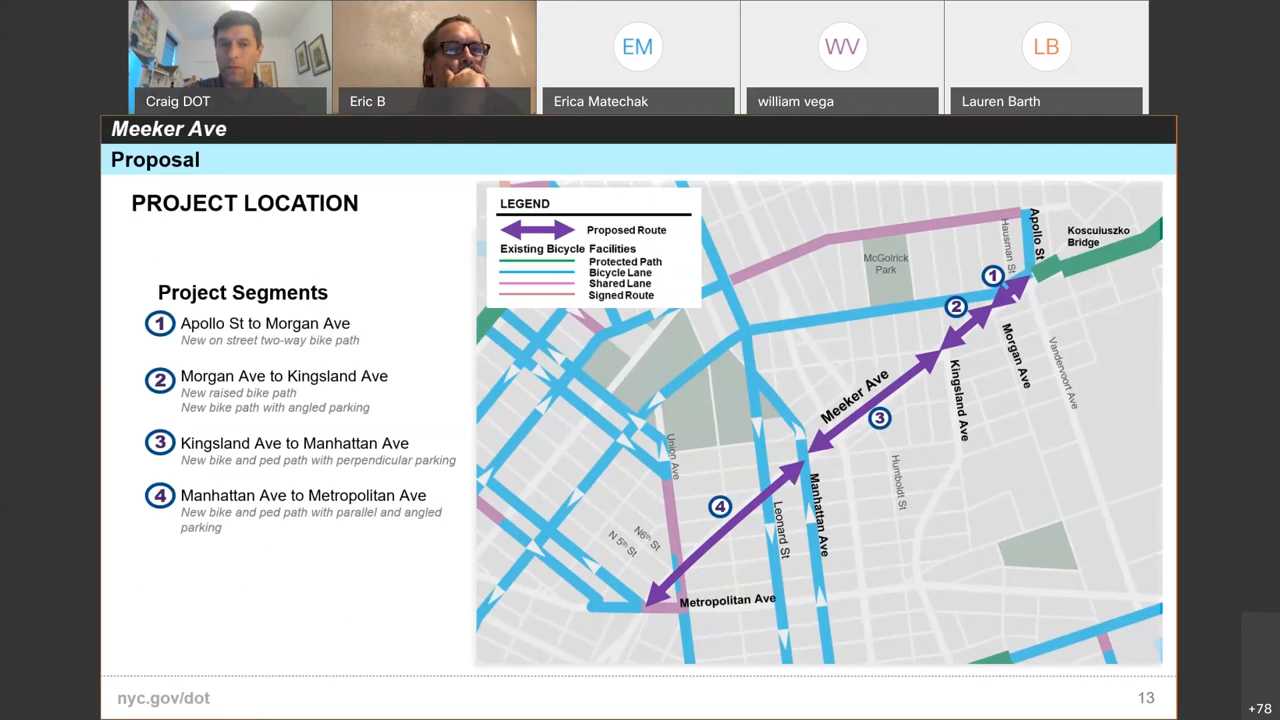 EM
WV
LB
Craig DOT
Eric B
Erica Matechak
william vega
Lauren Barth
Meeker Ave
Proposal
PROJECT LOCATION
Project Segments
1 Apollo St to Morgan Ave
New on street two-way bike path
2 Morgan Ave to Kingsland Ave
New raised bike path
New bike path with angled parking
3 Kingsland Ave to Manhattan Ave
New bike and ped path with perpendicular parking
4 Manhattan Ave to Metropolitan Ave
New bike and ped path with parallel and angled
parking
LEGEND
Proposed Route
Existing Bicycle Facilities
Protected Path
Bicycle Lane
Shared Lane
Signed Route
McGolrick
Park
Hausman St
Apollo St
Kosciuiszko
Bridge
1
2
Morgan Ave
Vandervoort Ave
Kingsland Ave
Meeker Ave
3
Humboldt St
Union Ave
Manhattan Ave
Leonard St
4
N6th St
N 5th St
Metropolitan Ave
nyc.gov/dot
13
+78